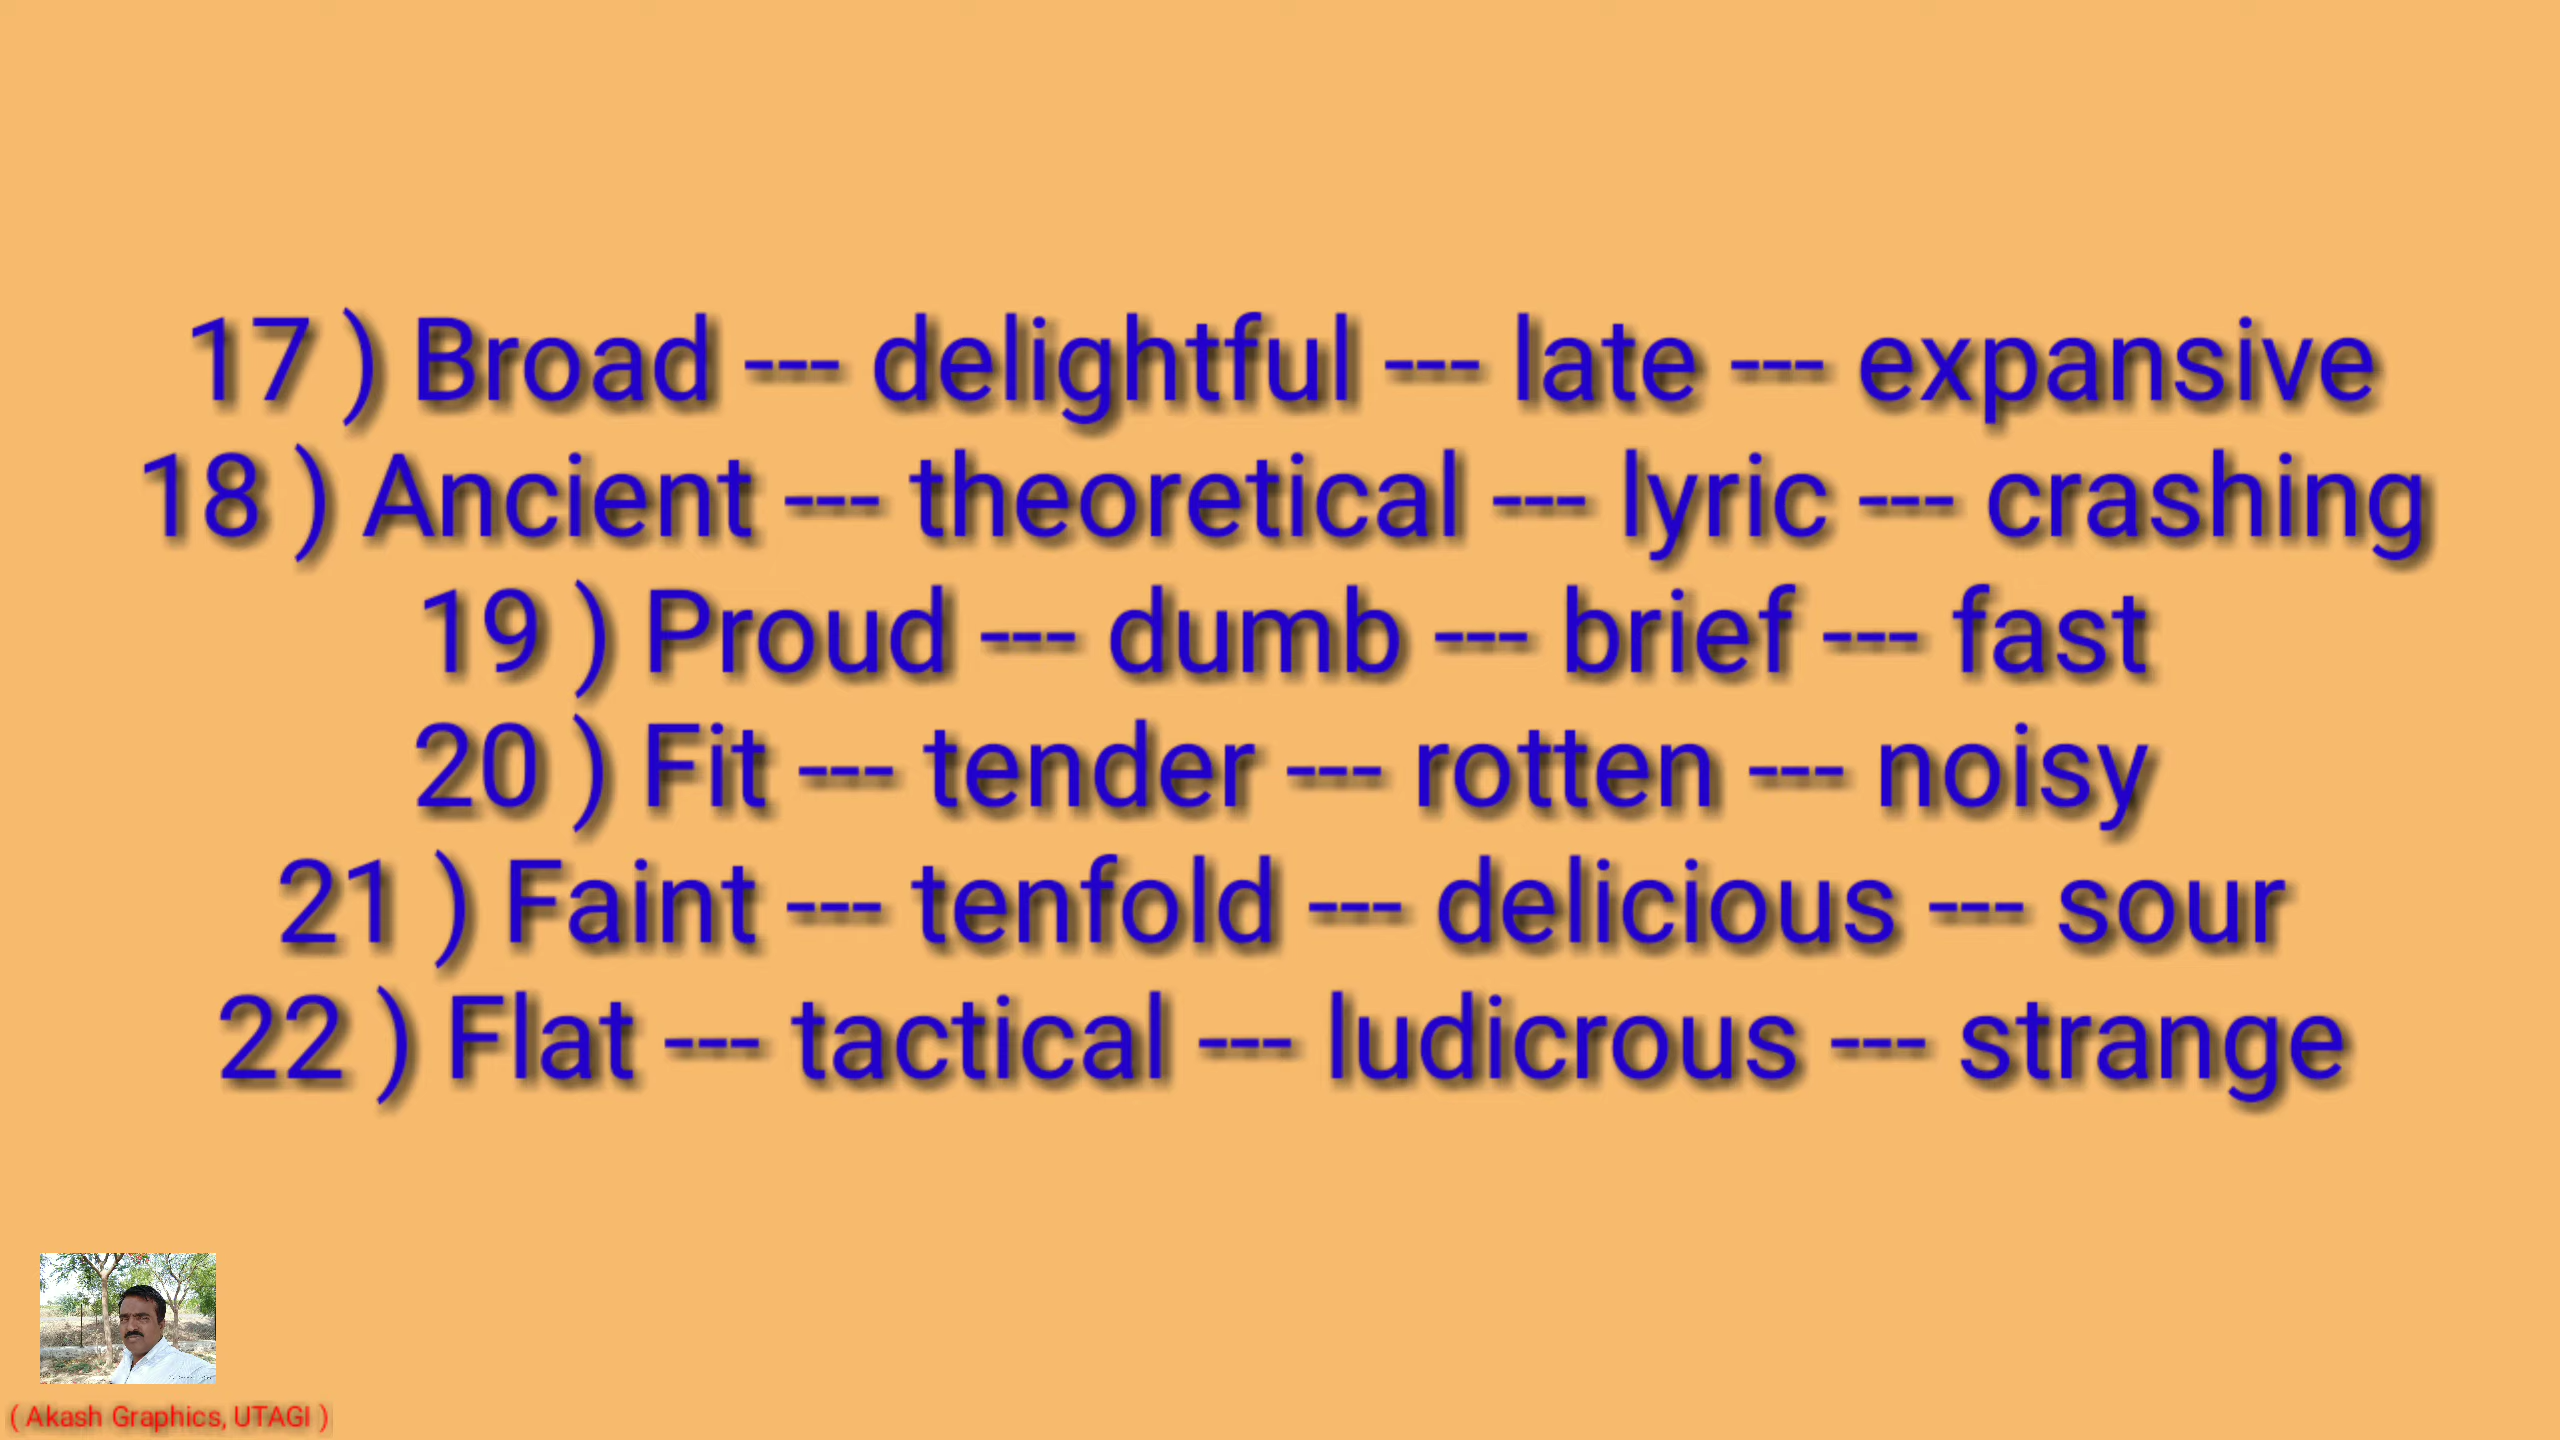 17 ) Broad --- delightful --- late --- expansive
18 ) Ancient --- theoretical --- lyric --- crashing
19 ) Proud --- dumb --- brief --- fast
20 ) Fit --- tender --- rotten --- noisy
21 ) Faint --- tenfold --- delicious --- sour
22 ) Flat --- tactical --- ludicrous --- strange
( Akash Graphics, UTAGI )